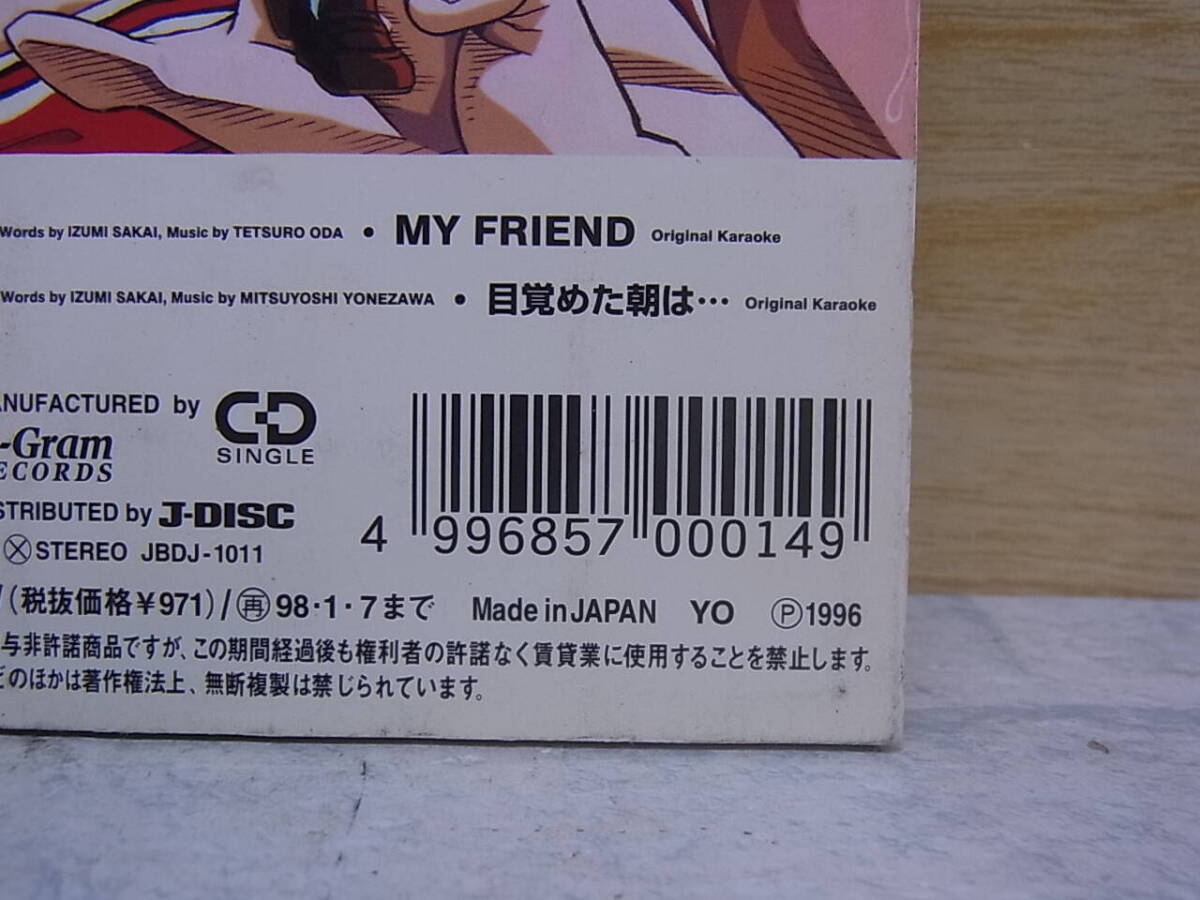 Words by IZUMI SAKAI, Music by TETSURO ODA • MY FRIEND Original Karaoke
Words by IZUMI SAKAI, Music by MITSUYOSHI YONEZAWA • 目覚めた朝は… Original Karaoke
ANUFACTURED by
CD
SINGLE
-Gram
ECORDS
STRIBUTED by J-DISC
Ⓧ STEREO JBDJ-1011
4 996857 000149
/(税抜価格¥971)/㊢98・1・7まで Made in JAPAN YO Ⓟ1996
与非許諾商品ですが、この期間経過後も権利者の許諾なく賃貸業に使用することを禁止します。
どのほかは著作権法上、無断複製は禁じられています。